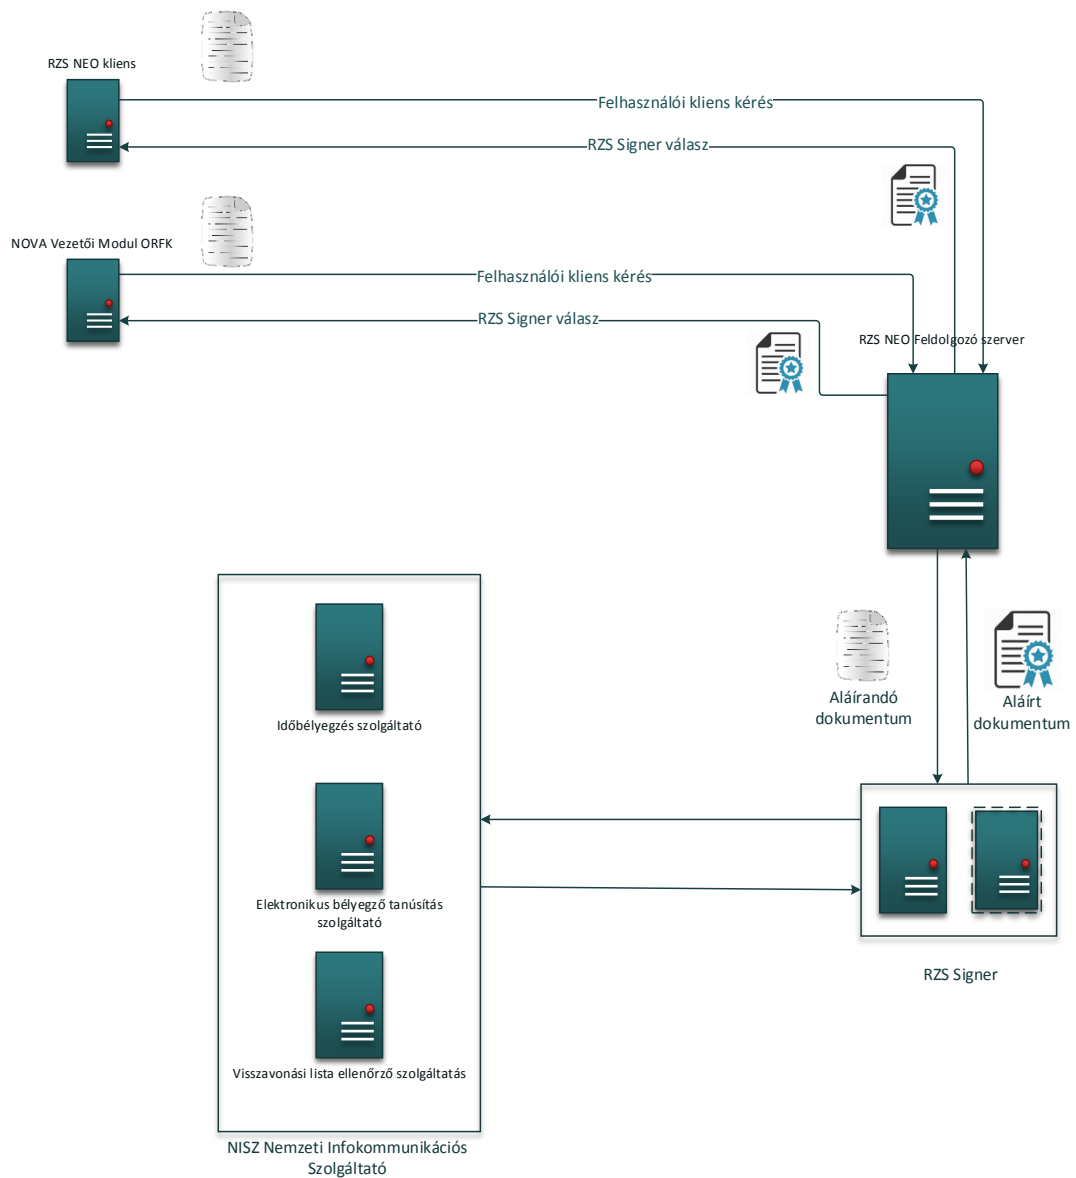 RZS NEO kliens
Felhasználói kliens kérés
RZS Signer válasz
NOVA Vezetői Modul ORFK
Felhasználói kliens kérés
RZS Signer válasz
RZS NEO Feldolgozó szerver
Aláírandó
dokumentum
Aláírt
dokumentum
Időbélyegzés szolgáltató
Elektronikus bélyegző tanúsítás
szolgáltató
RZS Signer
Visszavonási lista ellenőrző szolgáltatás
NISZ Nemzeti Infokommunikációs
Szolgáltató